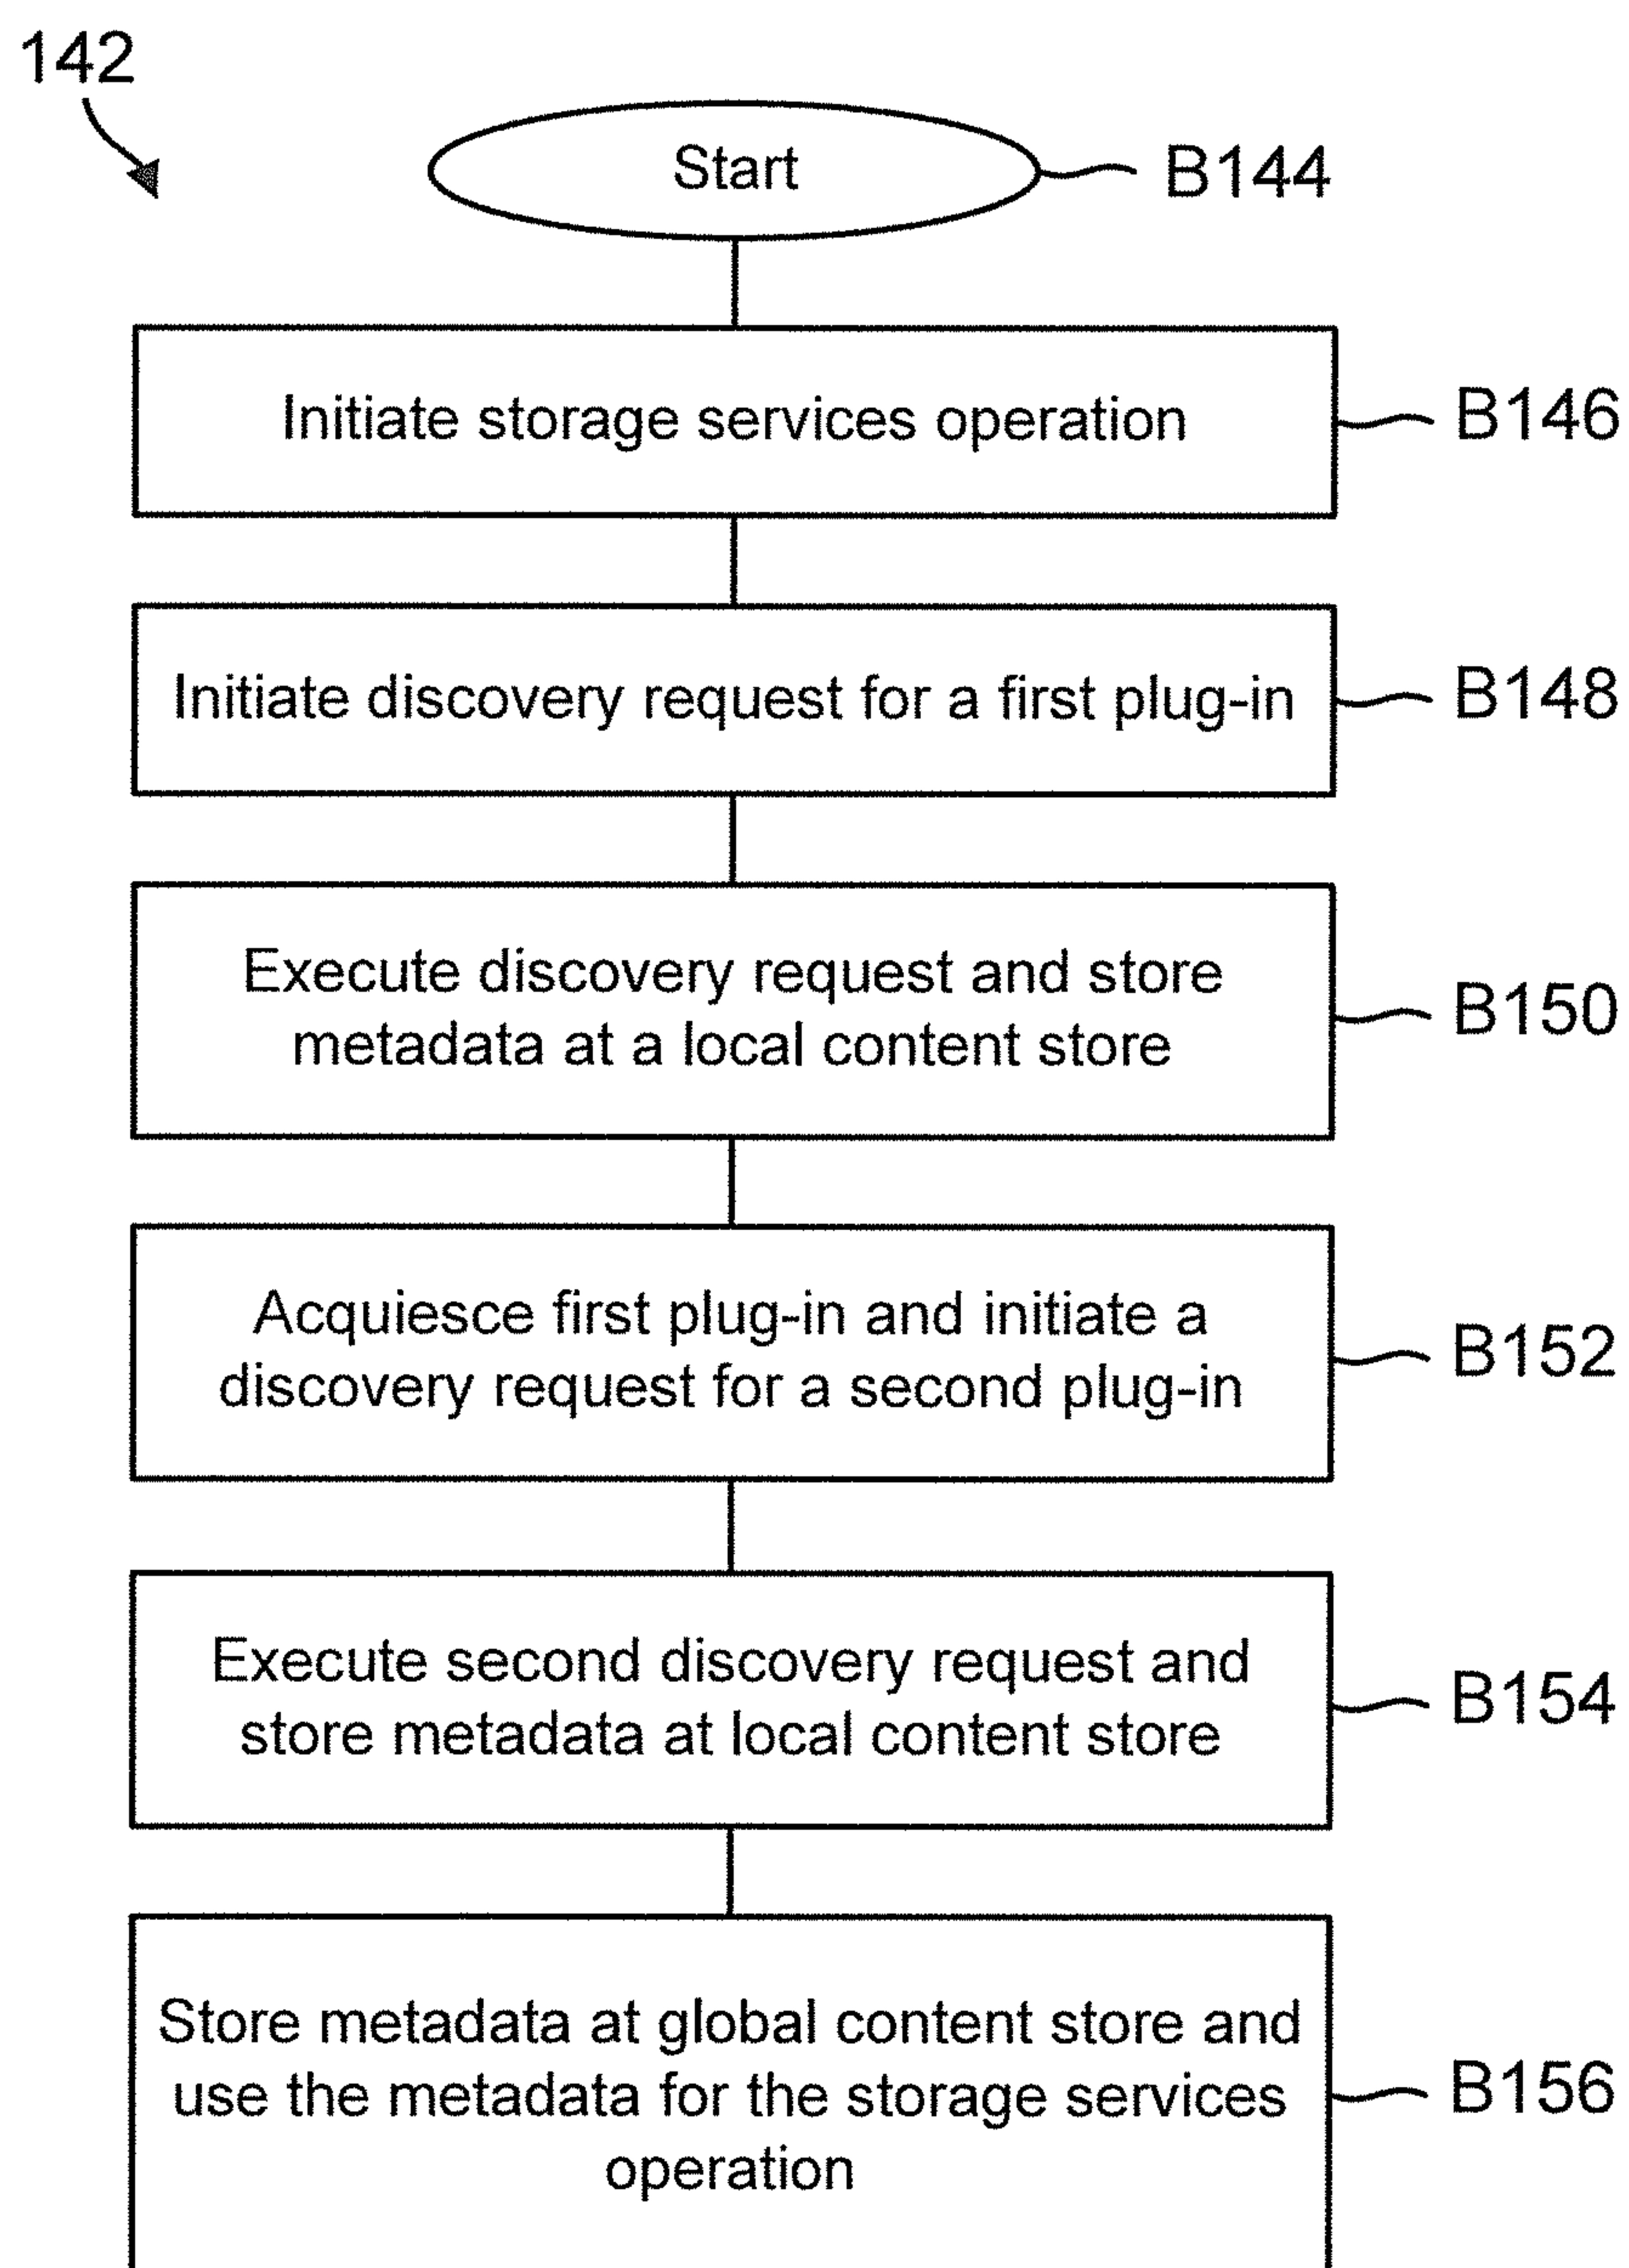 142
Start
B144
Initiate storage services operation
B146
Initiate discovery request for a first plug-in
B148
Execute discovery request and store
metadata at a local content store
B150
Acquiesce first plug-in and initiate a
discovery request for a second plug-in
B152
Execute second discovery request and
store metadata at local content store
B154
Store metadata at global content store and
use the metadata for the storage services
operation
B156